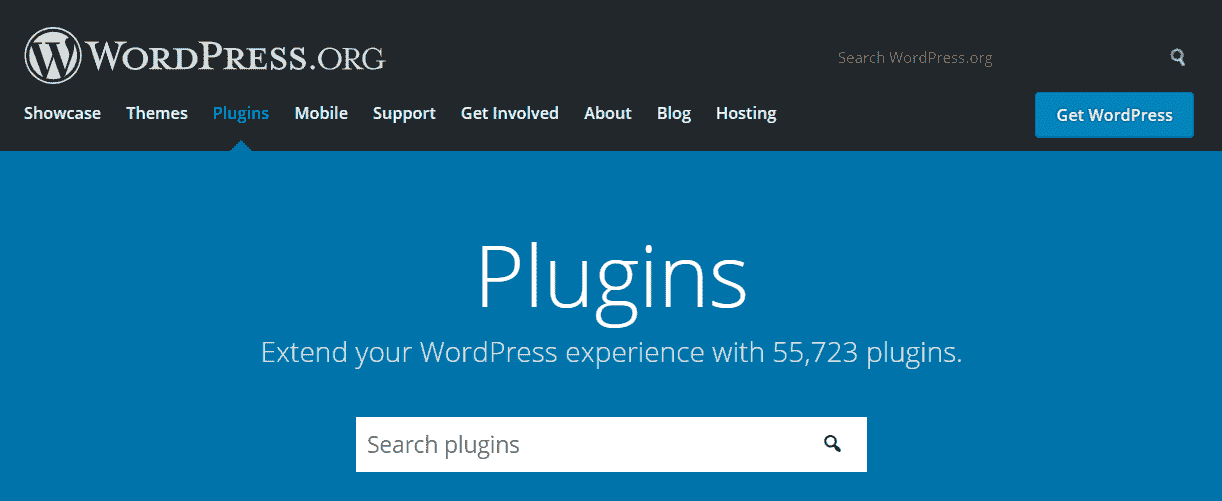 WORDPRESS.ORG
Search WordPress.org
Showcase Themes Plugins Mobile Support Get Involved About Blog Hosting
Get WordPress
Plugins
Extend your WordPress experience with 55,723 plugins.
Search plugins